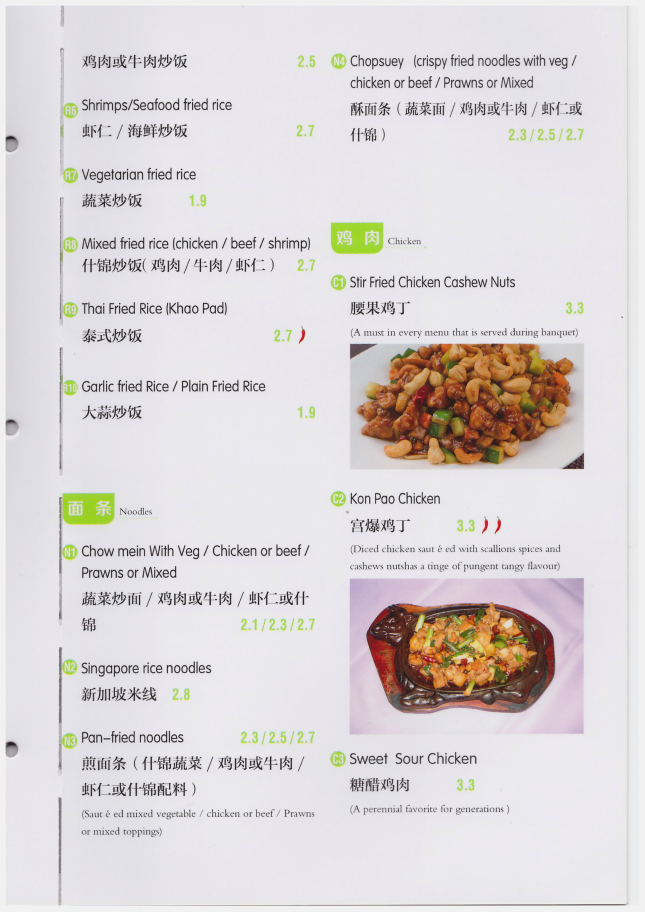 鸡肉或牛肉炒饭 2.5
R6 Shrimps/Seafood fried rice
虾仁 / 海鲜炒饭 2.7
R7 Vegetarian fried rice
蔬菜炒饭 1.9
R8 Mixed fried rice (chicken / beef / shrimp)
什锦炒饭( 鸡肉 / 牛肉 / 虾仁 ) 2.7
R9 Thai Fried Rice (Khao Pad)
泰式炒饭 2.7
R10 Garlic fried Rice / Plain Fried Rice
大蒜炒饭 1.9
面 条 Noodles
N1 Chow mein With Veg / Chicken or beef /
Prawns or Mixed
蔬菜炒面 / 鸡肉或牛肉 / 虾仁或什
锦 2.1 / 2.3 / 2.7
N2 Singapore rice noodles
新加坡米线 2.8
N3 Pan-fried noodles 2.3 / 2.5 / 2.7
煎面条 ( 什锦蔬菜 / 鸡肉或牛肉 /
虾仁或什锦配料 )
(Saut é ed mixed vegetable / chicken or beef / Prawns
or mixed toppings)
N4 Chopsuey (crispy fried noodles with veg /
chicken or beef / Prawns or Mixed
酥面条 ( 蔬菜面 / 鸡肉或牛肉 / 虾仁或
什锦 ) 2.3 / 2.5 / 2.7
鸡 肉 Chicken
C1 Stir Fried Chicken Cashew Nuts
腰果鸡丁 3.3
(A must in every menu that is served during banquet)
C2 Kon Pao Chicken
宫爆鸡丁 3.3
(Diced chicken saut é ed with scallions spices and
cashews nutshas a tinge of pungent tangy flavour)
C3 Sweet Sour Chicken
糖醋鸡肉 3.3
(A perennial favorite for generations )